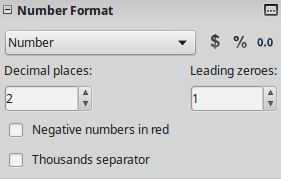 Number Format
Number $ % 0.0
Decimal places: Leading zeroes:
2 1
Negative numbers in red
Thousands separator